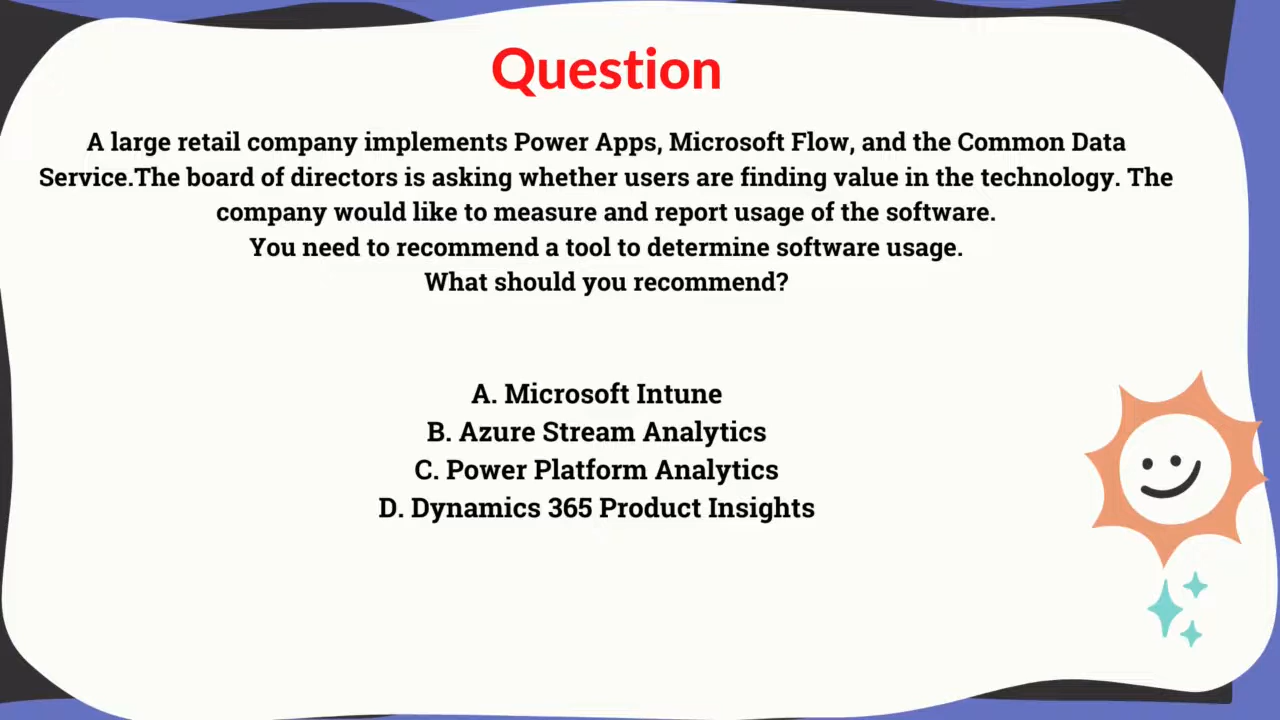 Question
A large retail company implements Power Apps, Microsoft Flow, and the Common Data
Service.The board of directors is asking whether users are finding value in the technology. The
company would like to measure and report usage of the software.
You need to recommend a tool to determine software usage.
What should you recommend?
A. Microsoft Intune
B. Azure Stream Analytics
C. Power Platform Analytics
D. Dynamics 365 Product Insights